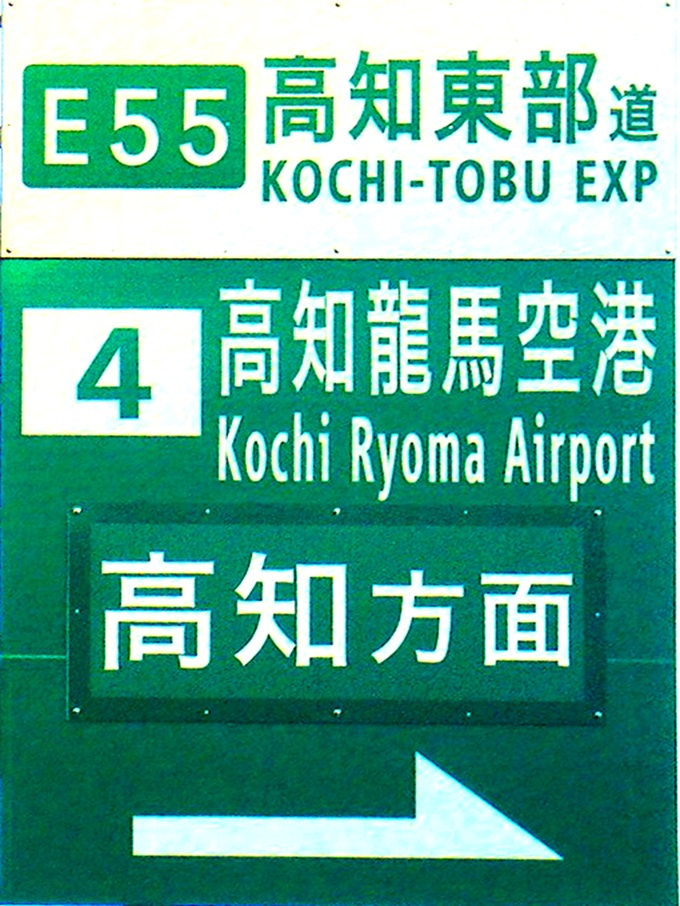 E55 高知東部道
KOCHI-TOBU EXP
4 高知龍馬空港
Kochi Ryoma Airport
高知方面